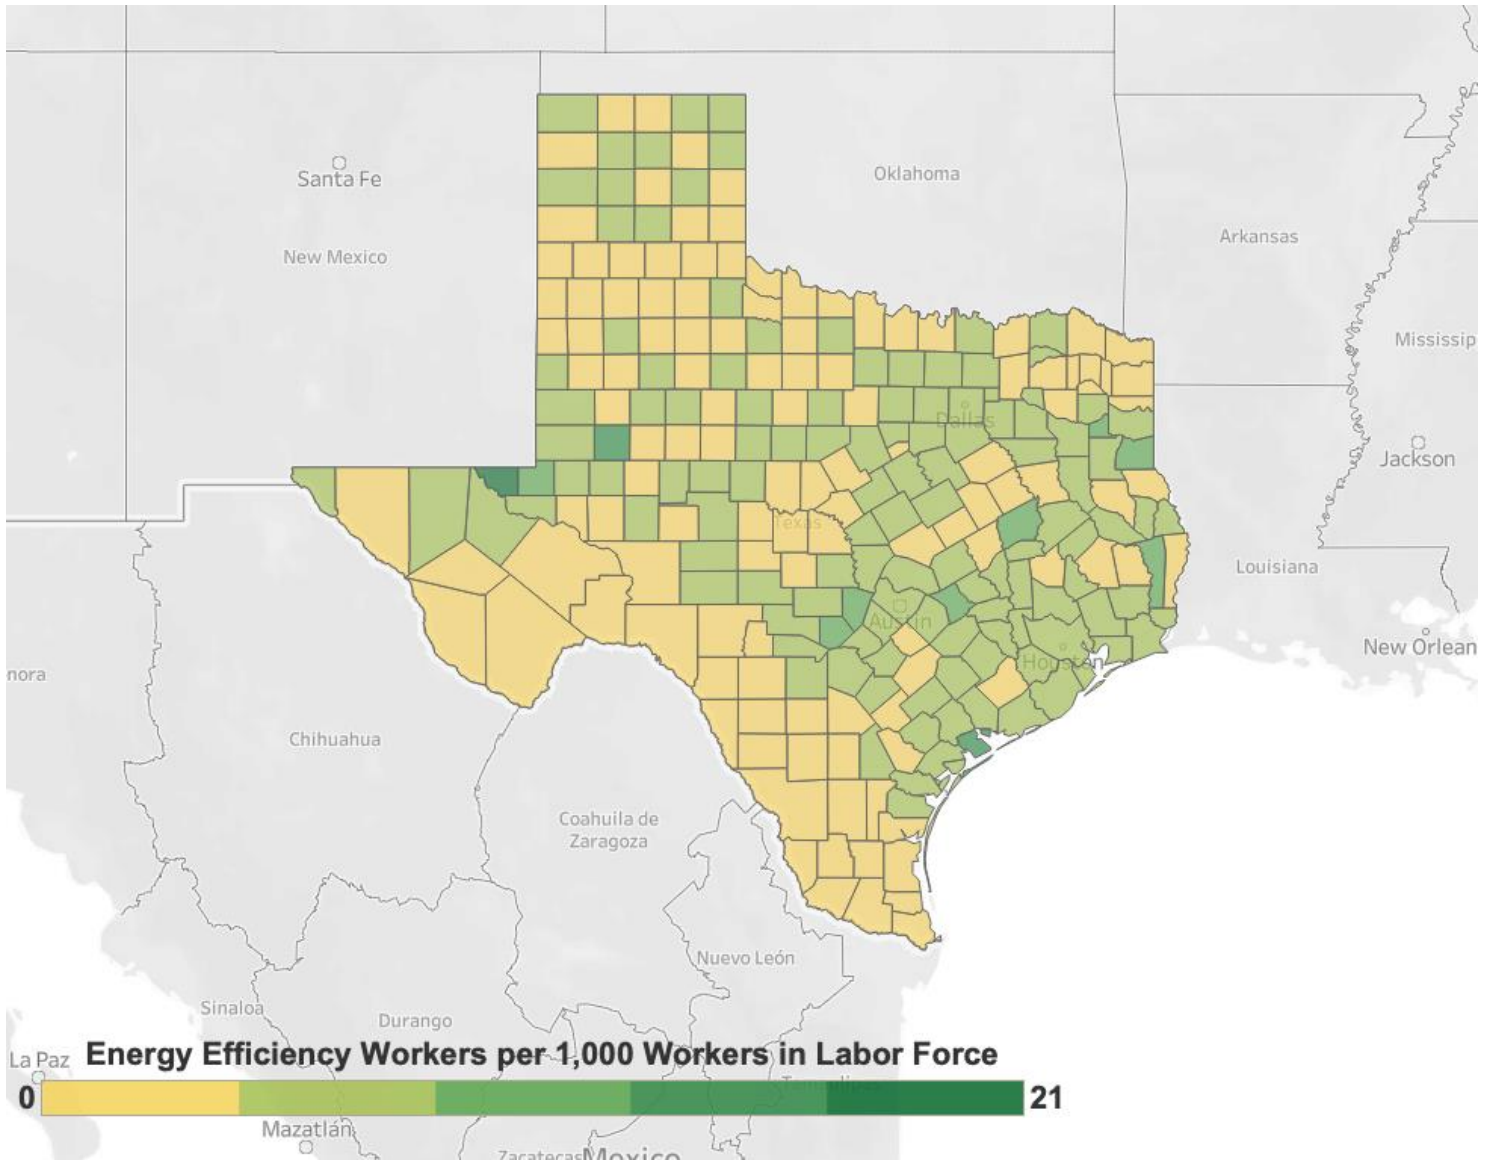 Santa Fe
Oklahoma
New Mexico
Arkansas
Mississip
Dallas
Jackson
Texas
Louisiana
Austin
New Orlean
Houston
nora
Chihuahua
Coahuila de
Zaragoza
Nuevo León
Sinaloa
Durango
La Paz
Energy Efficiency Workers per 1,000 Workers in Labor Force
0
Tamaulipas
21
Mazatlán
Zacatecas
Mexico